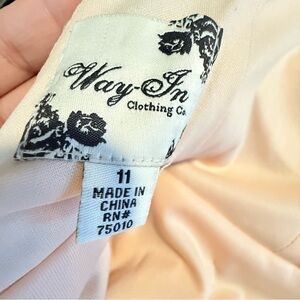 Way-In
Clothing Co.
11
MADE IN
CHINA
RN#
75010